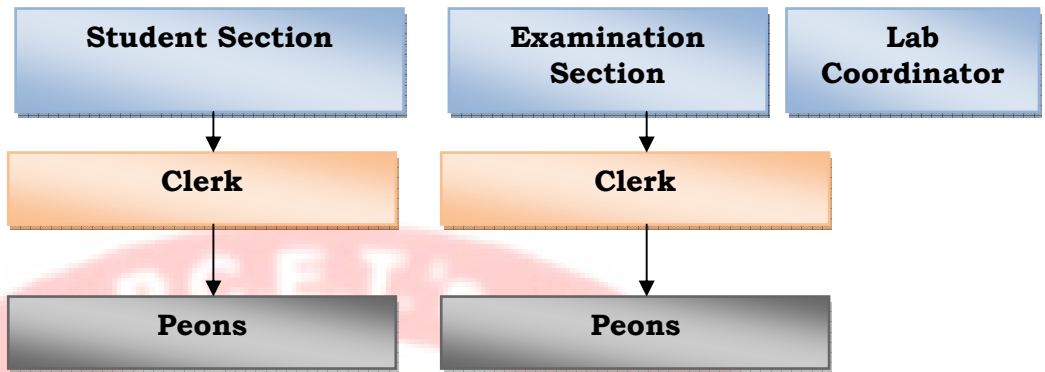 Student Section
Examination
Section
Lab
Coordinator
Clerk
Clerk
Peons
Peons